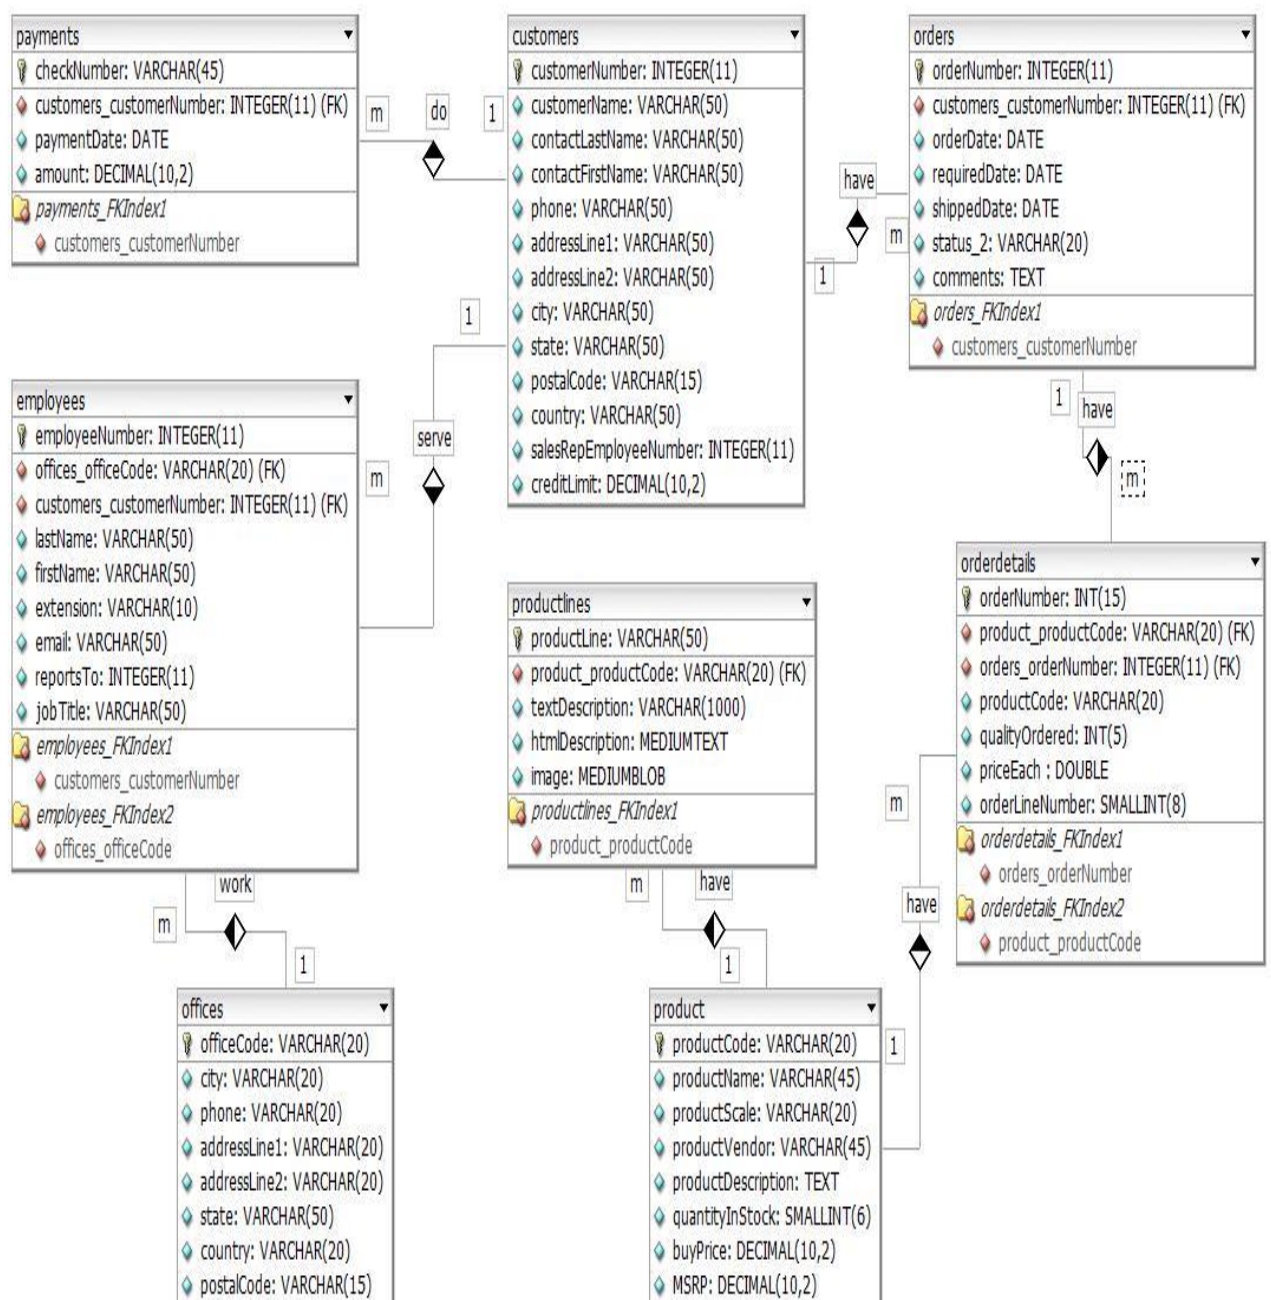 payments
checkNumber: VARCHAR(45)
customers_customerNumber: INTEGER(11) (FK)
paymentDate: DATE
amount: DECIMAL(10,2)
payments_FKIndex1
customers_customerNumber
m
do
1
customers
customerNumber: INTEGER(11)
customerName: VARCHAR(50)
contactLastName: VARCHAR(50)
contactFirstName: VARCHAR(50)
phone: VARCHAR(50)
addressLine1: VARCHAR(50)
addressLine2: VARCHAR(50)
city: VARCHAR(50)
state: VARCHAR(50)
postalCode: VARCHAR(15)
country: VARCHAR(50)
salesRepEmployeeNumber: INTEGER(11)
creditLimit: DECIMAL(10,2)
have
m
1
orders
orderNumber: INTEGER(11)
customers_customerNumber: INTEGER(11) (FK)
orderDate: DATE
requiredDate: DATE
shippedDate: DATE
status_2: VARCHAR(20)
comments: TEXT
orders_FKIndex1
customers_customerNumber
1
have
m
employees
employeeNumber: INTEGER(11)
offices_officeCode: VARCHAR(20) (FK)
customers_customerNumber: INTEGER(11) (FK)
lastName: VARCHAR(50)
firstName: VARCHAR(50)
extension: VARCHAR(10)
email: VARCHAR(50)
reportsTo: INTEGER(11)
jobTitle: VARCHAR(50)
employees_FKIndex1
customers_customerNumber
employees_FKIndex2
offices_officeCode
1
serve
m
productlines
productLine: VARCHAR(50)
product_productCode: VARCHAR(20) (FK)
textDescription: VARCHAR(1000)
htmlDescription: MEDIUMTEXT
image: MEDIUMBLOB
productlines_FKIndex1
product_productCode
orderdetails
orderNumber: INT(15)
product_productCode: VARCHAR(20) (FK)
orders_orderNumber: INTEGER(11) (FK)
productCode: VARCHAR(20)
qualityOrdered: INT(5)
priceEach : DOUBLE
orderLineNumber: SMALLINT(8)
orderdetails_FKIndex1
orders_orderNumber
orderdetails_FKIndex2
product_productCode
work
m
1
m
have
1
m
have
1
offices
officeCode: VARCHAR(20)
city: VARCHAR(20)
phone: VARCHAR(20)
addressLine1: VARCHAR(20)
addressLine2: VARCHAR(20)
state: VARCHAR(50)
country: VARCHAR(20)
postalCode: VARCHAR(15)
product
productCode: VARCHAR(20)
productName: VARCHAR(45)
productScale: VARCHAR(20)
productVendor: VARCHAR(45)
productDescription: TEXT
quantityInStock: SMALLINT(6)
buyPrice: DECIMAL(10,2)
MSRP: DECIMAL(10,2)